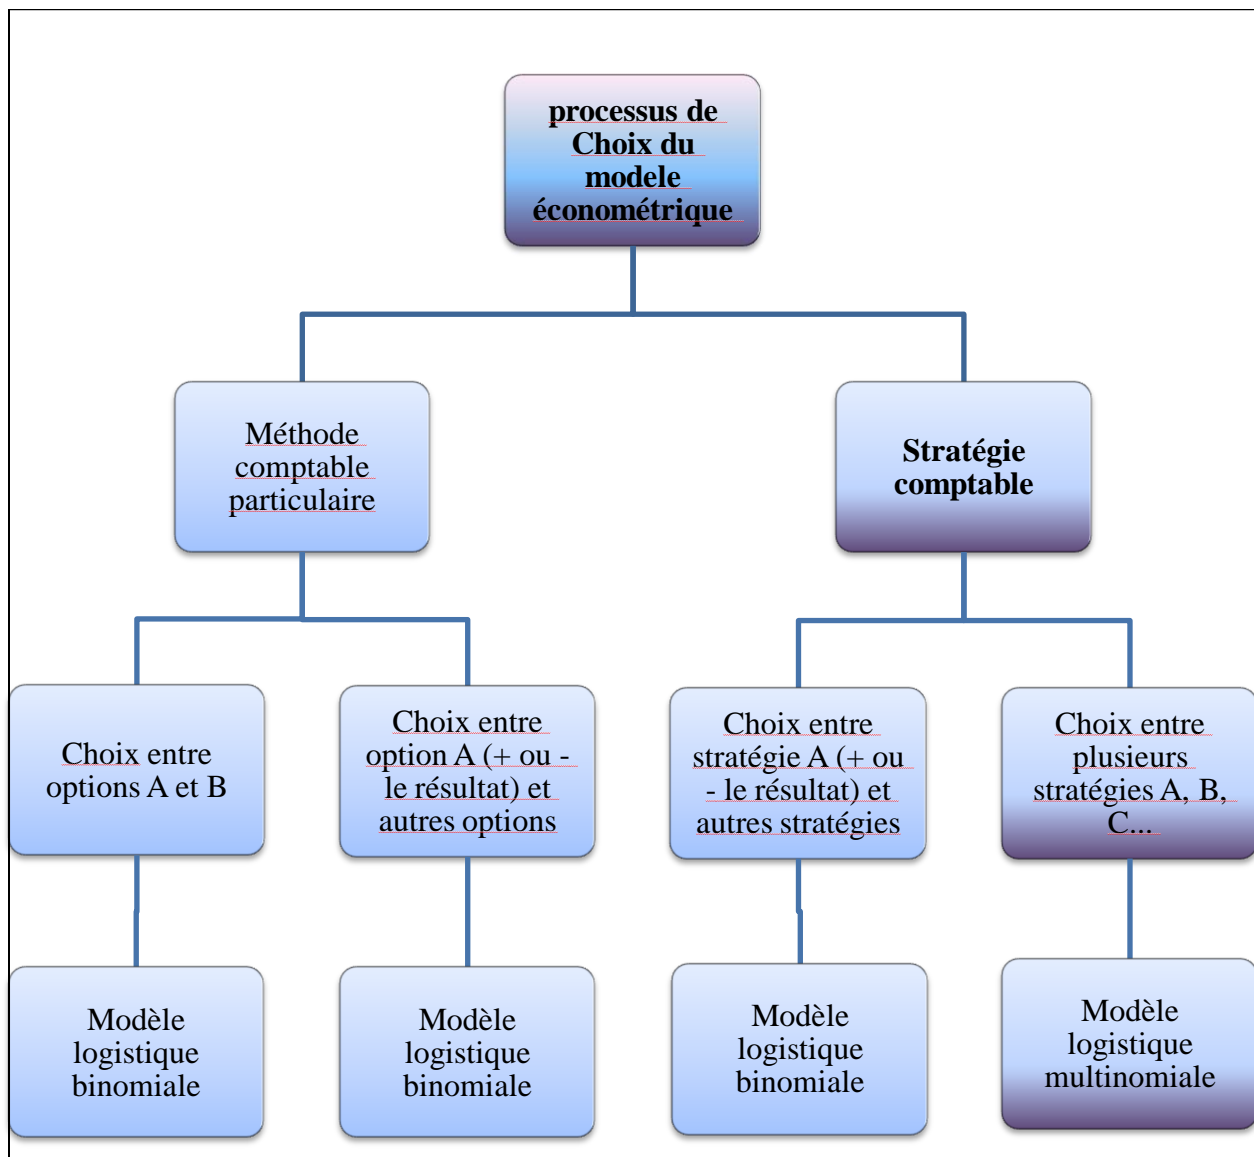 processus de
Choix du
modele
économétrique
Méthode
comptable
particulaire
Stratégie
comptable
Choix entre
options A et B
Choix entre
option A (+ ou -
le résultat) et
autres options
Choix entre
stratégie A (+ ou
- le résultat) et
autres stratégies
Choix entre
plusieurs
stratégies A, B,
C...
Modèle
logistique
binomiale
Modèle
logistique
binomiale
Modèle
logistique
binomiale
Modèle
logistique
multinomiale